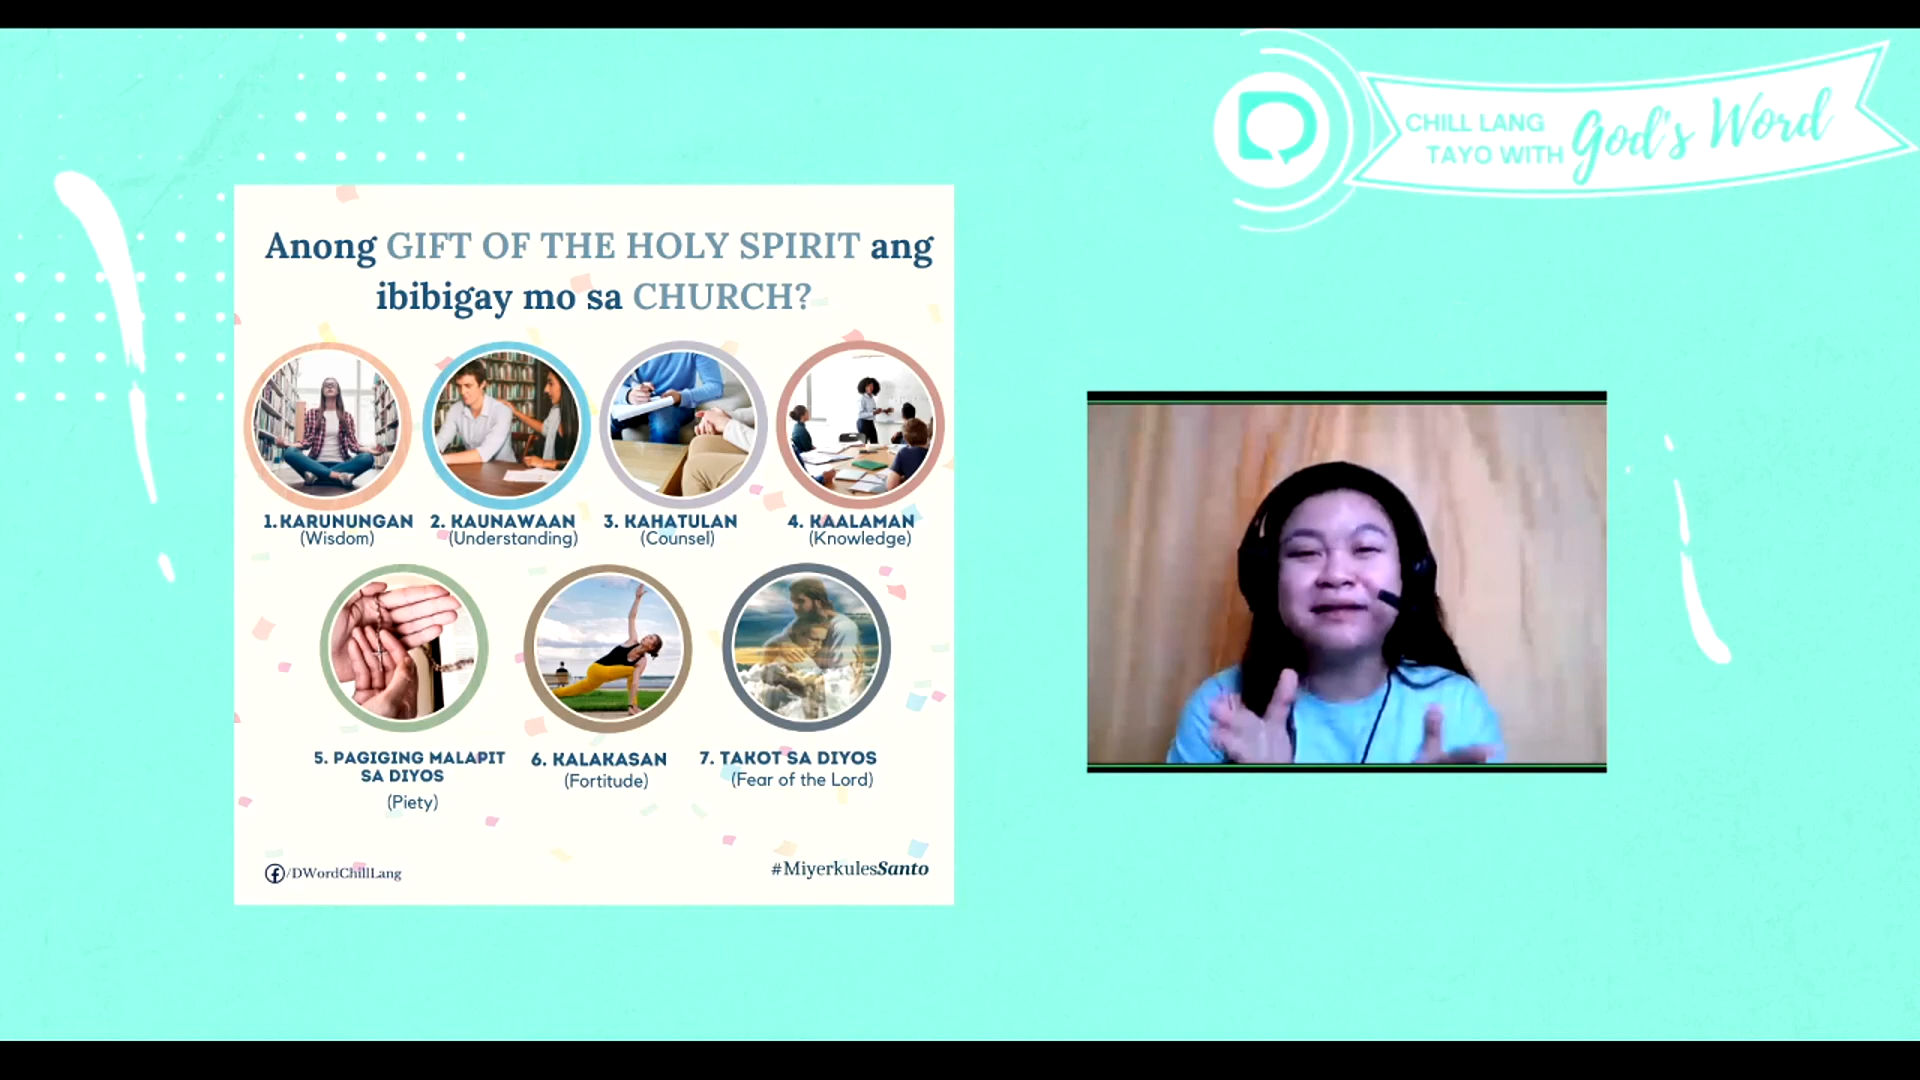 CHILL LANG
TAYO WITH God's Word
Anong GIFT OF THE HOLY SPIRIT ang
ibibigay mo sa CHURCH?
1. KARUNUNGAN
(Wisdom)
2. KAUNAWAAN
(Understanding)
3. KAHATULAN
(Counsel)
4. KAALAMAN
(Knowledge)
5. PAGIGING MALAPIT
SA DIYOS
(Piety)
6. KALAKASAN
(Fortitude)
7. TAKOT SA DIYOS
(Fear of the Lord)
/DWordChillLang
#MiyerkulesSanto